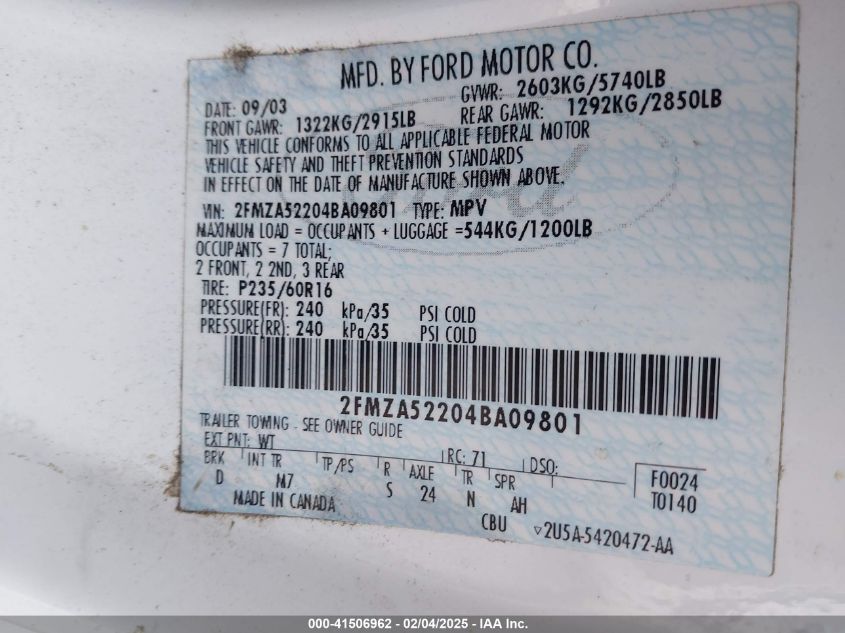 MFD. BY FORD MOTOR CO.
DATE: 09/03 GVWR: 2603KG/5740LB
FRONT GAWR: 1322KG/2915LB REAR GAWR: 1292KG/2850LB
THIS VEHICLE CONFORMS TO ALL APPLICABLE FEDERAL MOTOR
VEHICLE SAFETY AND THEFT PREVENTION STANDARDS
IN EFFECT ON THE DATE OF MANUFACTURE SHOWN ABOVE.
VIN: 2FMZA52204BA09801 TYPE: MPV
MAXIMUM LOAD = OCCUPANTS + LUGGAGE =544KG/1200LB
OCCUPANTS = 7 TOTAL;
2 FRONT, 2 2ND, 3 REAR
TIRE: P235/60R16
PRESSURE(FR): 240 kPa/35 PSI COLD
PRESSURE(RR): 240 kPa/35 PSI COLD
2FMZA52204BA09801
TRAILER TOWING - SEE OWNER GUIDE
EXT PNT: WT RC: 71 DSO:
BRK INT TR TP/PS R AXLE TR SPR F0024
D M7 S 24 N AH T0140
MADE IN CANADA CBU ▽2U5A-5420472-AA
Ford
000-41506962 - 02/04/2025 - IAA Inc.